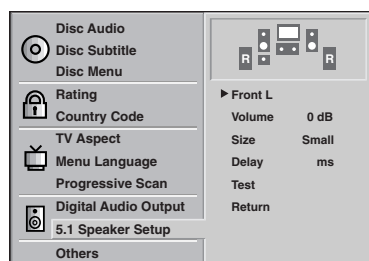 Disc Audio
Disc Subtitle
Disc Menu
Rating
Country Code
TV Aspect
Menu Language
Progressive Scan
Digital Audio Output
5.1 Speaker Setup
Others
R R
Front L
Volume 0 dB
Size Small
Delay ms
Test
Return